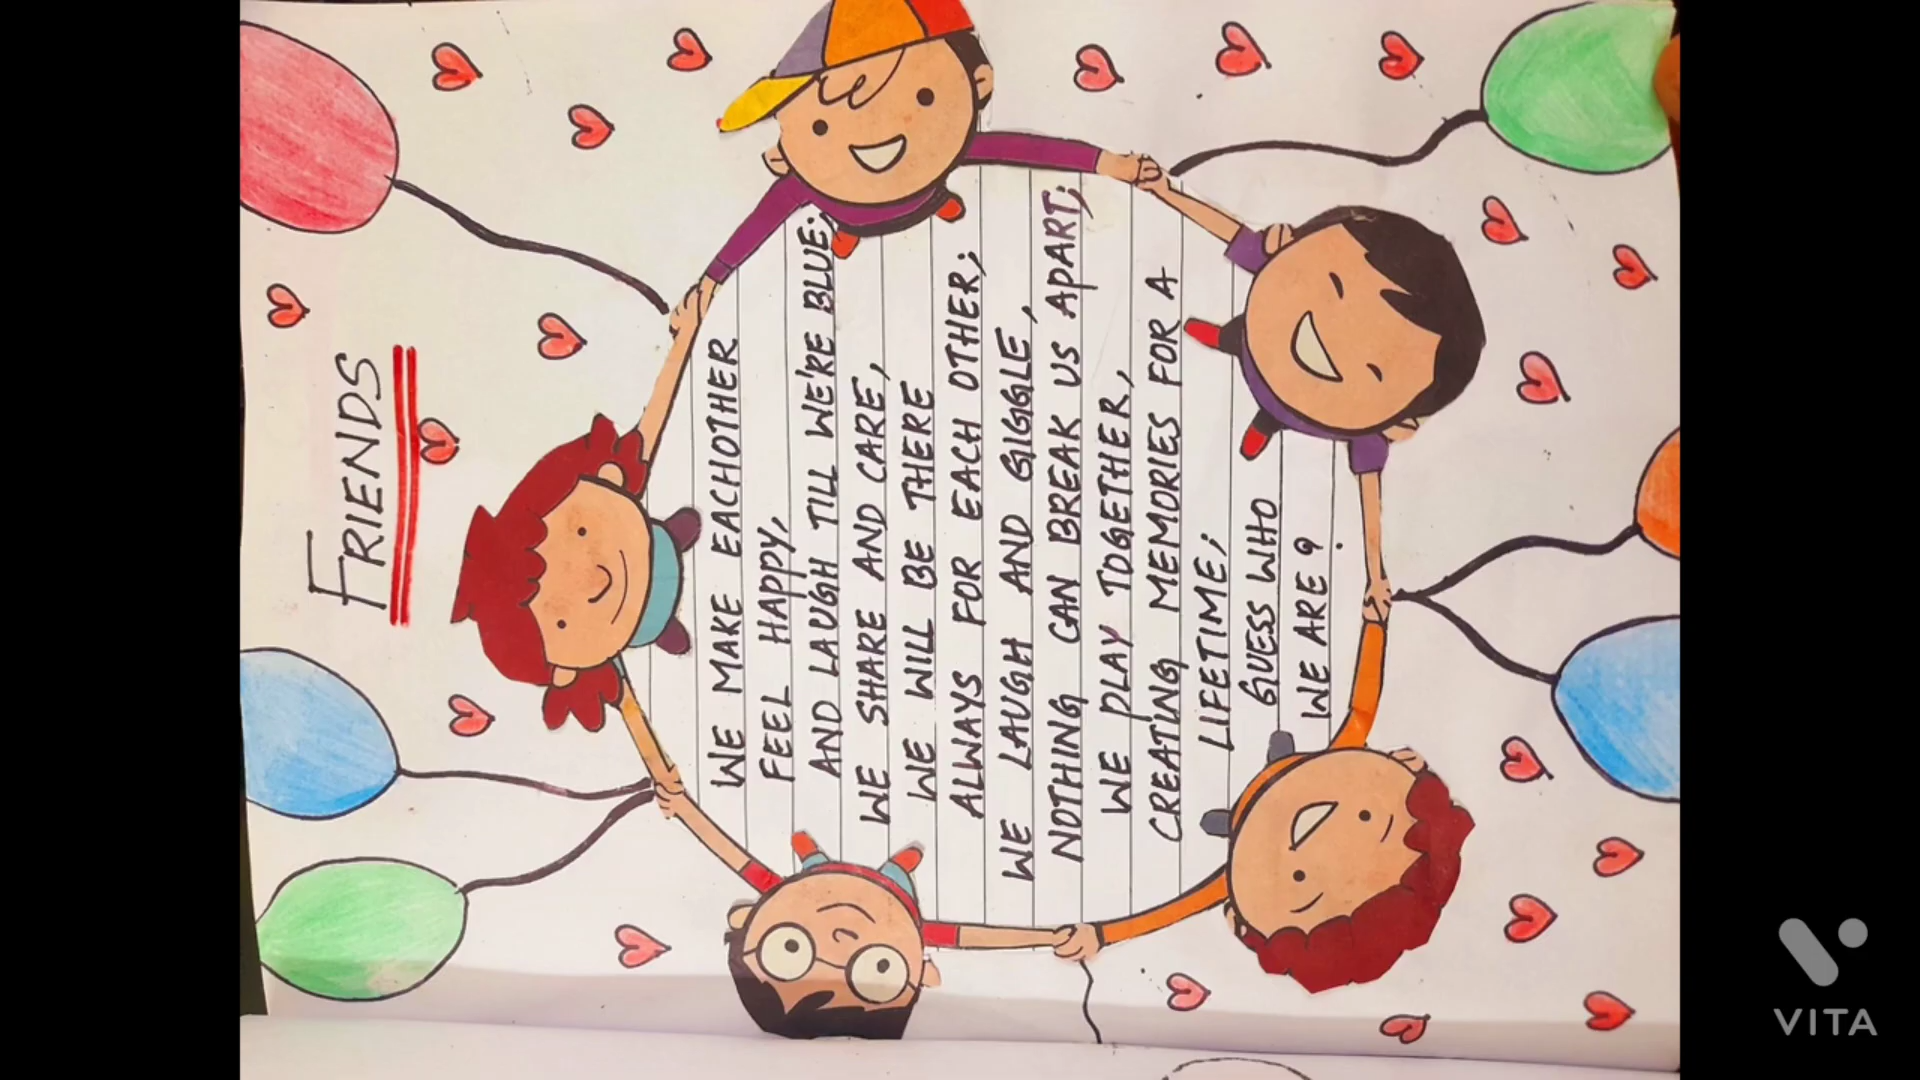 FRIENDS
WE MAKE EACHOTHER
FEEL HAPPY,
AND LAUGH TILL WE'RE BLUE;
WE SHARE AND CARE,
WE WILL BE THERE
ALWAYS FOR EACH OTHER;
WE LAUGH AND GIGGLE,
NOTHING CAN BREAK US APART;
WE PLAY TOGETHER,
CREATING MEMORIES FOR A
LIFETIME;
GUESS WHO
WE ARE?
VITA